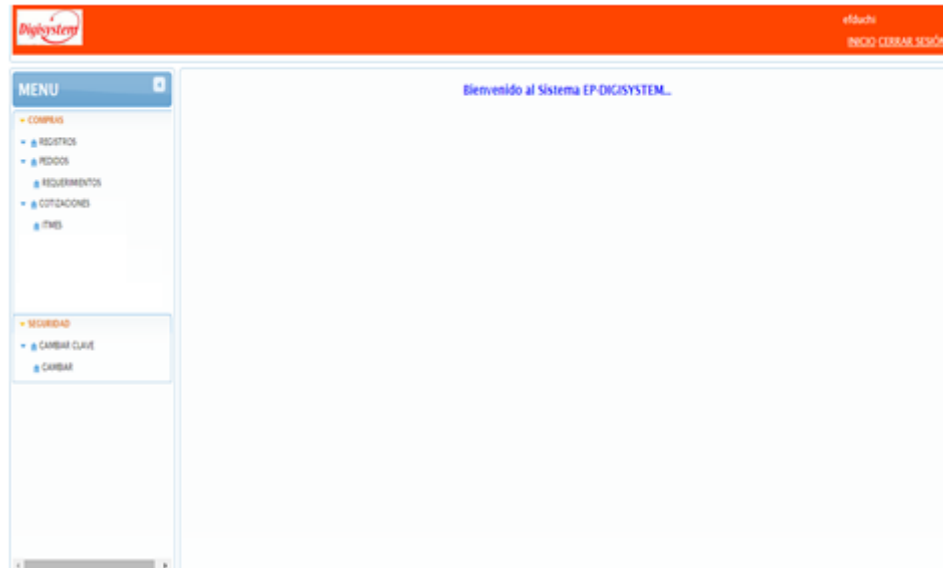 Digisystem
efduchi
INICIO CERRAR SESIÓN
MENU
Bienvenido al Sistema EP-DIGISYSTEM...
COMPRAS
REGISTROS
PEDIDOS
REQUERIMIENTOS
COTIZACIONES
ITMES
SEGURIDAD
CAMBIAR CLAVE
CAMBIAR